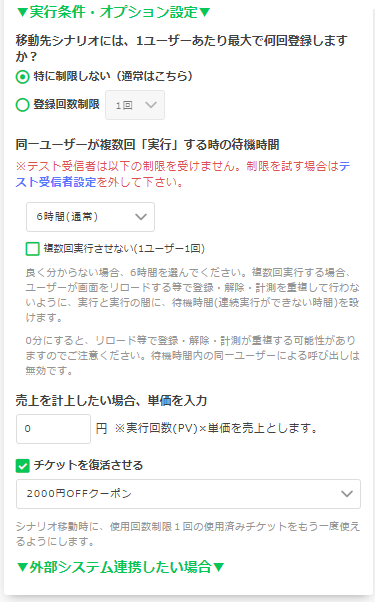 ▼実行条件・オプション設定▼
移動先シナリオには、1ユーザーあたり最大で何回登録します
か？
特に制限しない（通常はこちら）
登録回数制限 1回
同一ユーザーが複数回「実行」する時の待機時間
※テスト受信者は以下の制限を受けません。制限を試す場合はテ
スト受信者設定を外して下さい。
6時間(通常)
複数回実行させない(1ユーザー1回)
良く分からない場合、6時間を選んでください。複数回実行する場合、
ユーザーが画面をリロードする等で登録・解除・計測を重複して行わな
いように、実行と実行の間に、待機時間(連続実行ができない時間)を設
けます。
0分にすると、リロード等で登録・解除・計測が重複する可能性があり
ますのでご注意ください。待機時間内の同一ユーザーによる呼び出しは
無効です。
売上を計上したい場合、単価を入力
0 円 ※実行回数(PV)×単価を売上とします。
チケットを復活させる
2000円OFFクーポン
シナリオ移動時に、使用回数制限１回の使用済みチケットをもう一度使え
るようにします。
▼外部システム連携したい場合▼